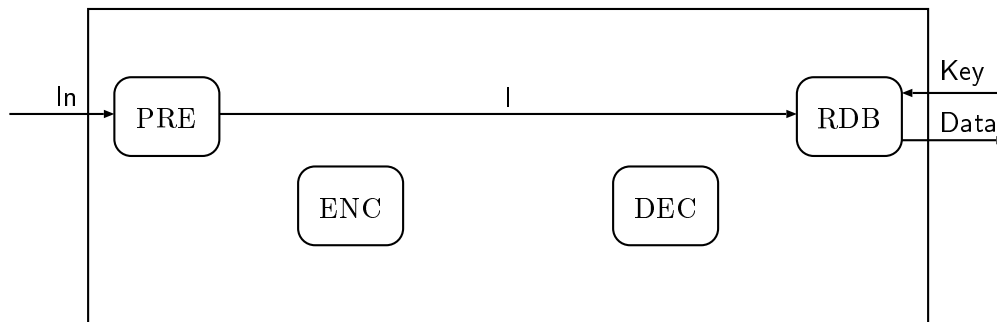 In
PRE
I
RDB
Key
Data
ENC
DEC